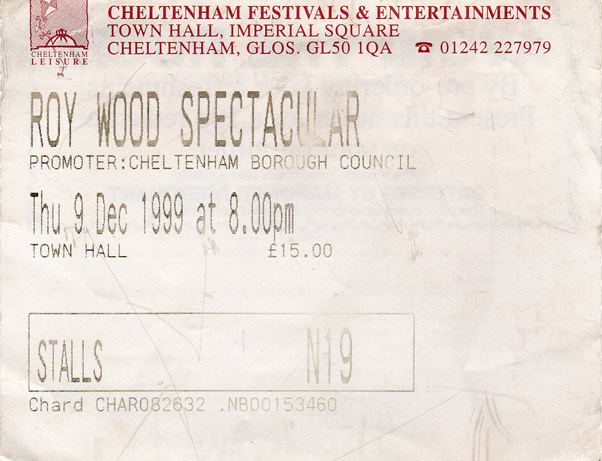 CHELTENHAM FESTIVALS & ENTERTAINMENTS
TOWN HALL, IMPERIAL SQUARE
CHELTENHAM, GLOS. GL50 1QA ☎ 01242 227979
CHELTENHAM
LEISURE
ROY WOOD SPECTACULAR
PROMOTER:CHELTENHAM BOROUGH COUNCIL
Thu 9 Dec 1999 at 8.00pm
TOWN HALL £15.00
STALLS N19
Chard CHAR082632 .NB00153460